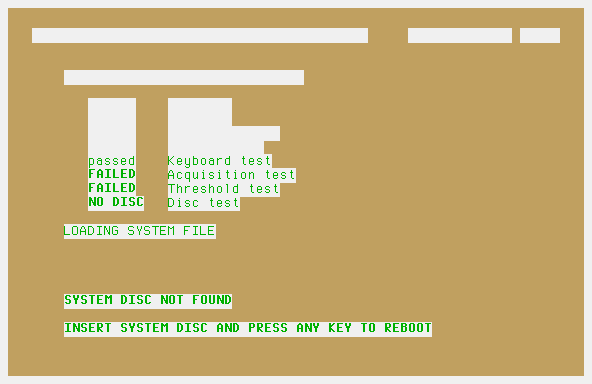 passed Keyboard test
FAILED Acquisition test
FAILED Threshold test
NO DISC Disc test
LOADING SYSTEM FILE
SYSTEM DISC NOT FOUND
INSERT SYSTEM DISC AND PRESS ANY KEY TO REBOOT